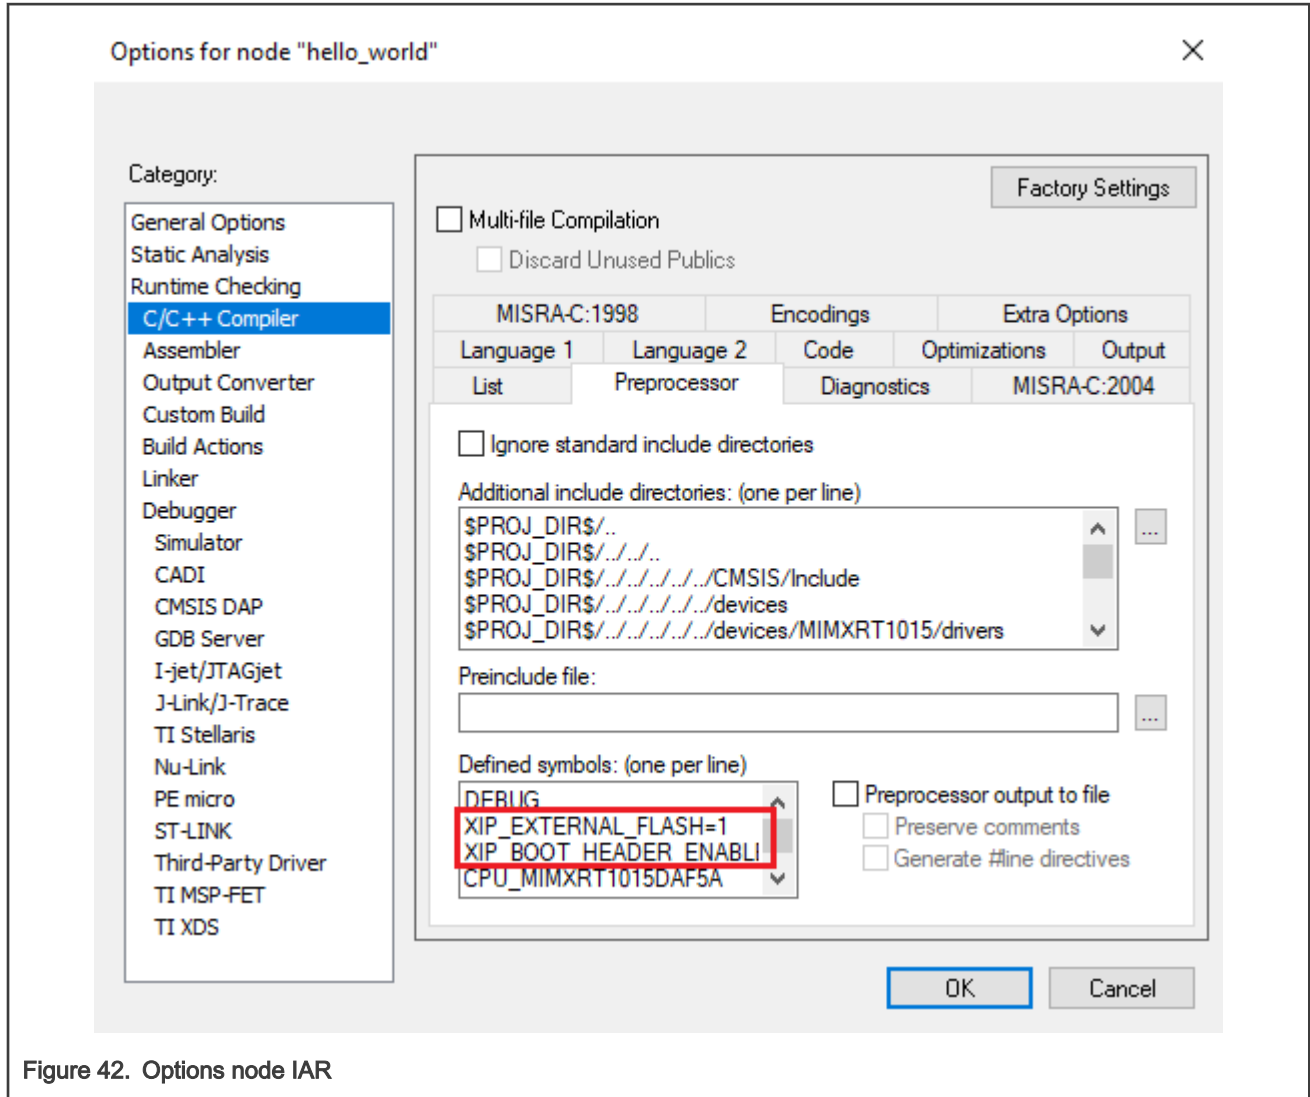 Options for node "hello_world"
Category:
General Options
Static Analysis
Runtime Checking
C/C++ Compiler
Assembler
Output Converter
Custom Build
Build Actions
Linker
Debugger
Simulator
CADI
CMSIS DAP
GDB Server
I-jet/JTAGjet
J-Link/J-Trace
TI Stellaris
Nu-Link
PE micro
ST-LINK
Third-Party Driver
TI MSP-FET
TI XDS
Factory Settings
Multi-file Compilation
Discard Unused Publics
MISRA-C:1998 Encodings Extra Options
Language 1 Language 2 Code Optimizations Output
List Preprocessor Diagnostics MISRA-C:2004
Ignore standard include directories
Additional include directories: (one per line)
$PROJ_DIR$/..
$PROJ_DIR$/../../..
$PROJ_DIR$/../../../../../../CMSIS/Include
$PROJ_DIR$/../../../../../../devices
$PROJ_DIR$/../../../../../../devices/MIMXRT1015/drivers
...
Preinclude file:
...
Defined symbols: (one per line)
DEBUG
XIP_EXTERNAL_FLASH=1
XIP_BOOT_HEADER_ENABLI
CPU_MIMXRT1015DAF5A
Preprocessor output to file
Preserve comments
Generate #line directives
OK Cancel
Figure 42. Options node IAR